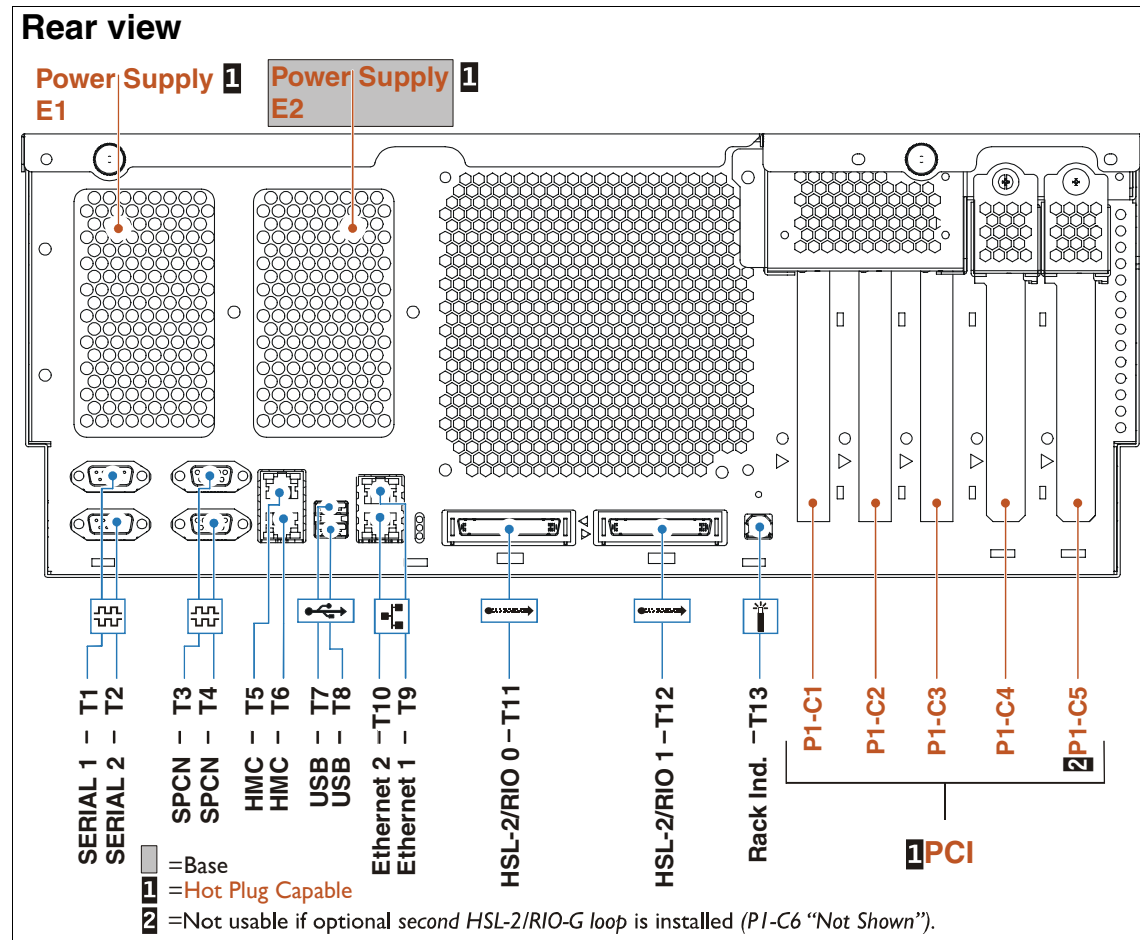 Rear view
Power Supply 1
E1
Power Supply 1
E2
SERIAL 1 – T1
SERIAL 2 – T2
SPCN – T3
SPCN – T4
HMC – T5
HMC – T6
USB – T7
USB – T8
Ethernet 2 –T10
Ethernet 1 – T9
HSL-2/RIO 0 –T11
HSL-2/RIO 1 –T12
Rack Ind. –T13
P1-C1
P1-C2
P1-C3
P1-C4
2P1-C5
1PCI
=Base
1 =Hot Plug Capable
2 =Not usable if optional second HSL-2/RIO-G loop is installed (P1-C6 “Not Shown”).